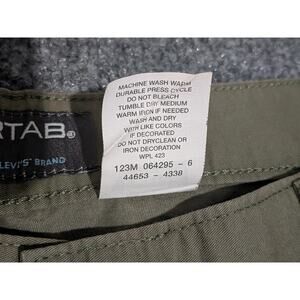 MACHINE WASH WARM
DURABLE PRESS CYCLE
DO NOT BLEACH
TUMBLE DRY MEDIUM
WARM IRON IF NEEDED
WASH AND DRY
WITH LIKE COLORS
IF DECORATED
DO NOT DRYCLEAN OR
IRON DECORATION
WPL 423
123M 064295 - 6
44653 - 4338
RTAB®
LEVI'S® BRAND